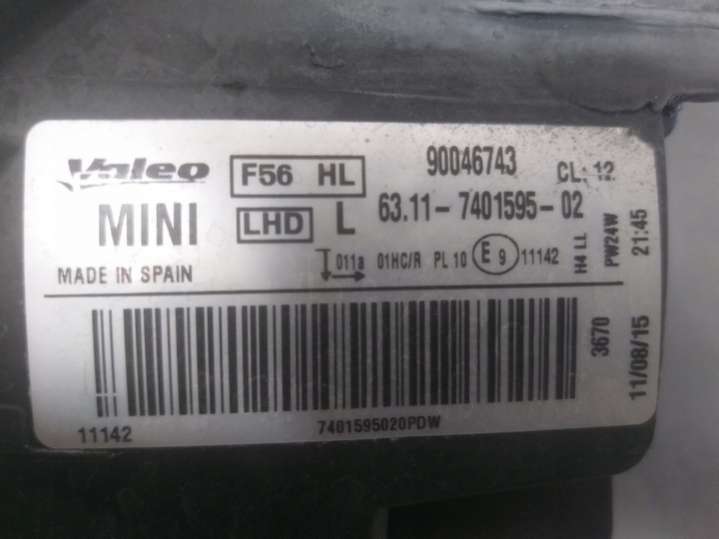 Valeo F56 HL 90046743 CL: 12
MINI LHD L 63.11-7401595-02
MADE IN SPAIN 011a 01HC/R PL 10 E 9 11142
H4 LL PW24W 21:45
3670 11/08/15
11142 7401595020PDW